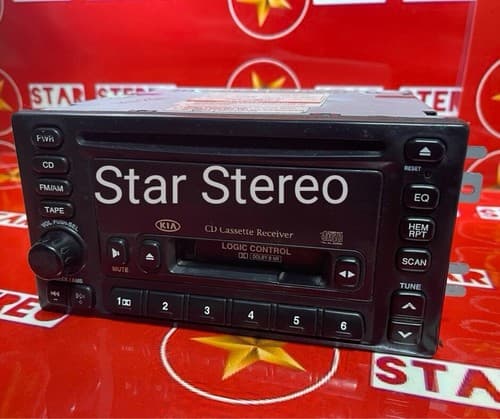 STAR STEREO
PWR
CD
FM/AM
TAPE
VOL PUSH-SEL
RESET
EQ
HEM
RPT
SCAN
TUNE
Star Stereo
KIA
CD Cassette Receiver
LOGIC CONTROL
DOLBY B NR
MUTE
1
2
3
4
5
6
STAR STEREO